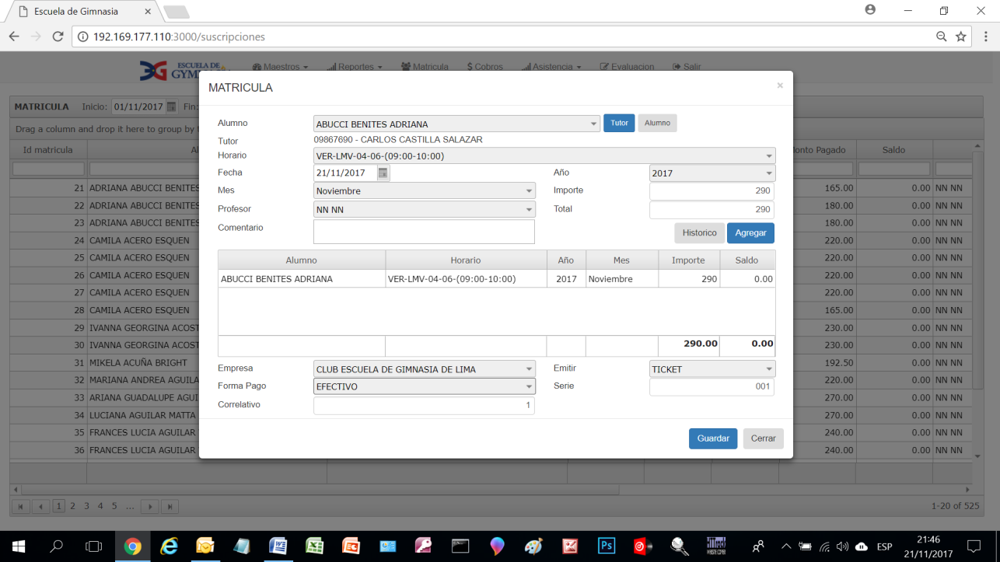 Escuela de Gimnasia
192.169.177.110:3000/suscripciones
ESCUELA DE
GYM
Maestros Reportes Matricula $ Cobros Asistencia Evaluacion Salir
MATRICULA
×
MATRICULA Inicio: 01/11/2017 Fin:
Drag a column and drop it here to group by
Alumno ABUCCI BENITES ADRIANA Tutor Alumno
Tutor 09867690 - CARLOS CASTILLA SALAZAR
Horario VER-LMV-04-06-(09:00-10:00)
Fecha 21/11/2017 Año 2017
Mes Noviembre Importe 290
Profesor NN NN Total 290
Comentario
Historico Agregar
Alumno Horario Año Mes Importe Saldo
ABUCCI BENITES ADRIANA VER-LMV-04-06-(09:00-10:00) 2017 Noviembre 290 0.00
290.00 0.00
Empresa CLUB ESCUELA DE GIMNASIA DE LIMA Emitir TICKET
Forma Pago EFECTIVO Serie 001
Correlativo 1
Guardar Cerrar
Id matricula Monto Pagado Saldo
21 ADRIANA ABUCCI BENITES 165.00 0.00 NN NN
22 ADRIANA ABUCCI BENITES 180.00 0.00 NN NN
23 ADRIANA ABUCCI BENITES 180.00 0.00 NN NN
24 CAMILA ACERO ESQUEN 220.00 0.00 NN NN
25 CAMILA ACERO ESQUEN 220.00 0.00 NN NN
26 CAMILA ACERO ESQUEN 220.00 0.00 NN NN
27 CAMILA ACERO ESQUEN 220.00 0.00 NN NN
28 CAMILA ACERO ESQUEN 165.00 0.00 NN NN
29 IVANNA GEORGINA ACOST 230.00 0.00 NN NN
30 IVANNA GEORGINA ACOST 230.00 0.00 NN NN
31 MIKELA ACUÑA BRIGHT 192.50 0.00 NN NN
32 MARIANA ANDREA AGUILA 220.00 0.00 NN NN
33 ARIANA GUADALUPE AGUI 270.00 0.00 NN NN
34 LUCIANA AGUILAR MATTA 270.00 0.00 NN NN
35 FRANCES LUCIA AGUILAR 240.00 0.00 NN NN
36 FRANCES LUCIA AGUILAR 240.00 0.00 NN NN
1 2 3 4 5 ... 1-20 of 525
ESP
21:46
21/11/2017